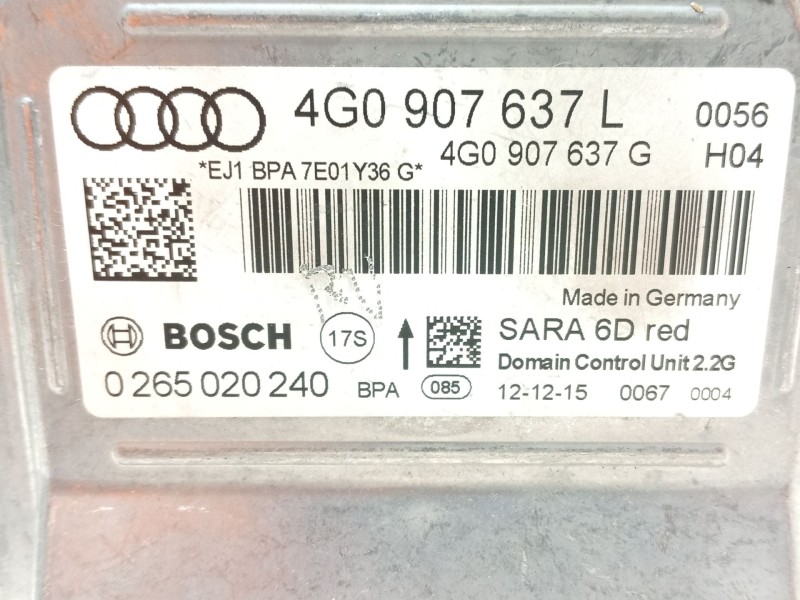 4G0 907 637 L 0056
4G0 907 637 G H04
*EJ1 BPA 7E01Y36 G*
Made in Germany
BOSCH 17S SARA 6D red
Domain Control Unit 2.2G
0 265 020 240 BPA 085 12-12-15 0067 0004